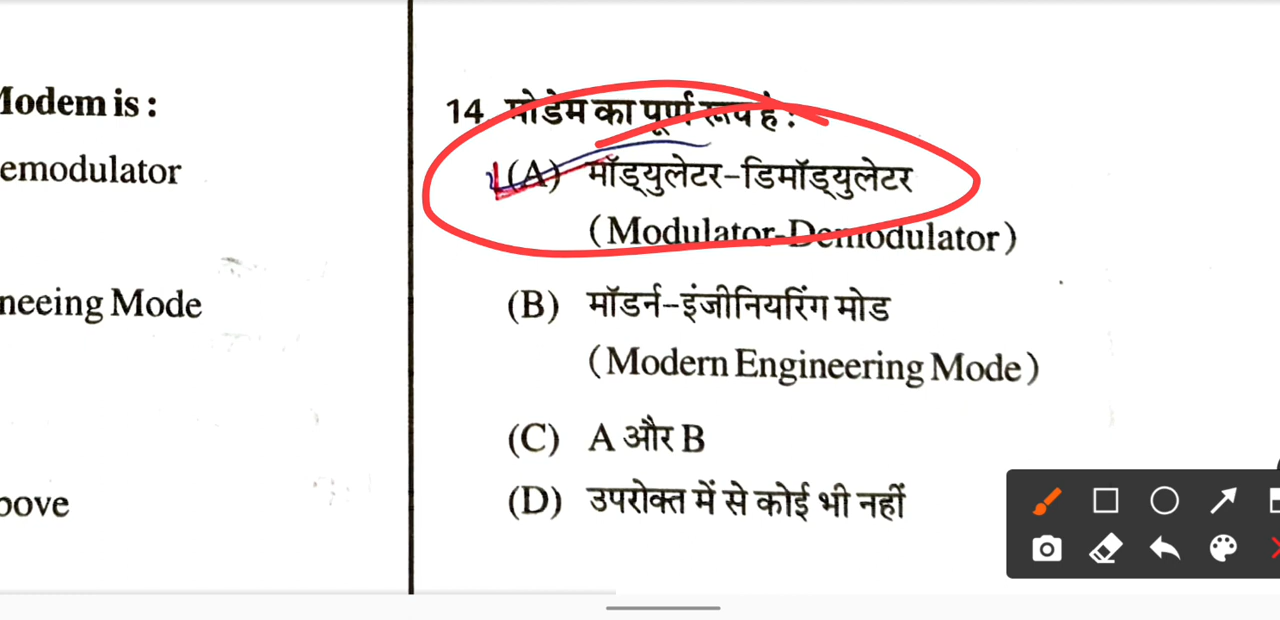 Modem is :
emodulator
neeing Mode
bove
14. मोडेम का पूर्ण रूप है :
(A) मॉड्युलेटर-डिमॉड्युलेटर
(Modulator-Demodulator)
(B) मॉडर्न-इंजीनियरिंग मोड
(Modern Engineering Mode)
(C) A और B
(D) उपरोक्त में से कोई भी नहीं